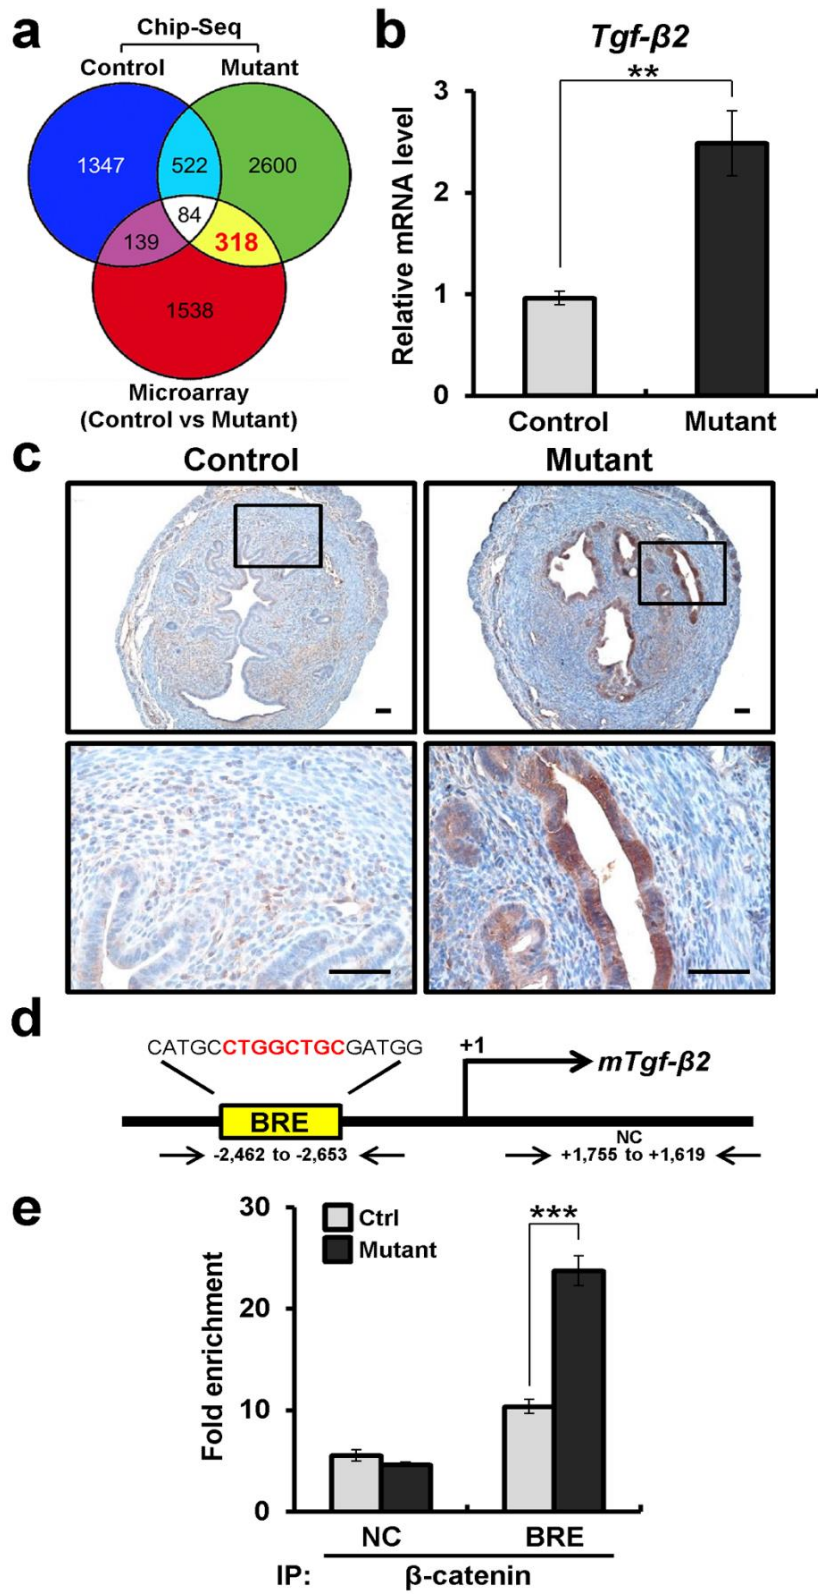 a
Chip-Seq
Control Mutant
1347 522 2600
84
139 318
1538
Microarray
(Control vs Mutant)
b
Tgf-β2
**
Relative mRNA level
3
2
1
0
Control Mutant
c
Control Mutant
d
CATGCCTGGCTGCGATGG
+1
mTgf-β2
BRE
-2,462 to -2,653
NC
+1,755 to +1,619
e
Fold enrichment
30
20
10
0
Ctrl
Mutant
***
NC BRE
IP: β-catenin